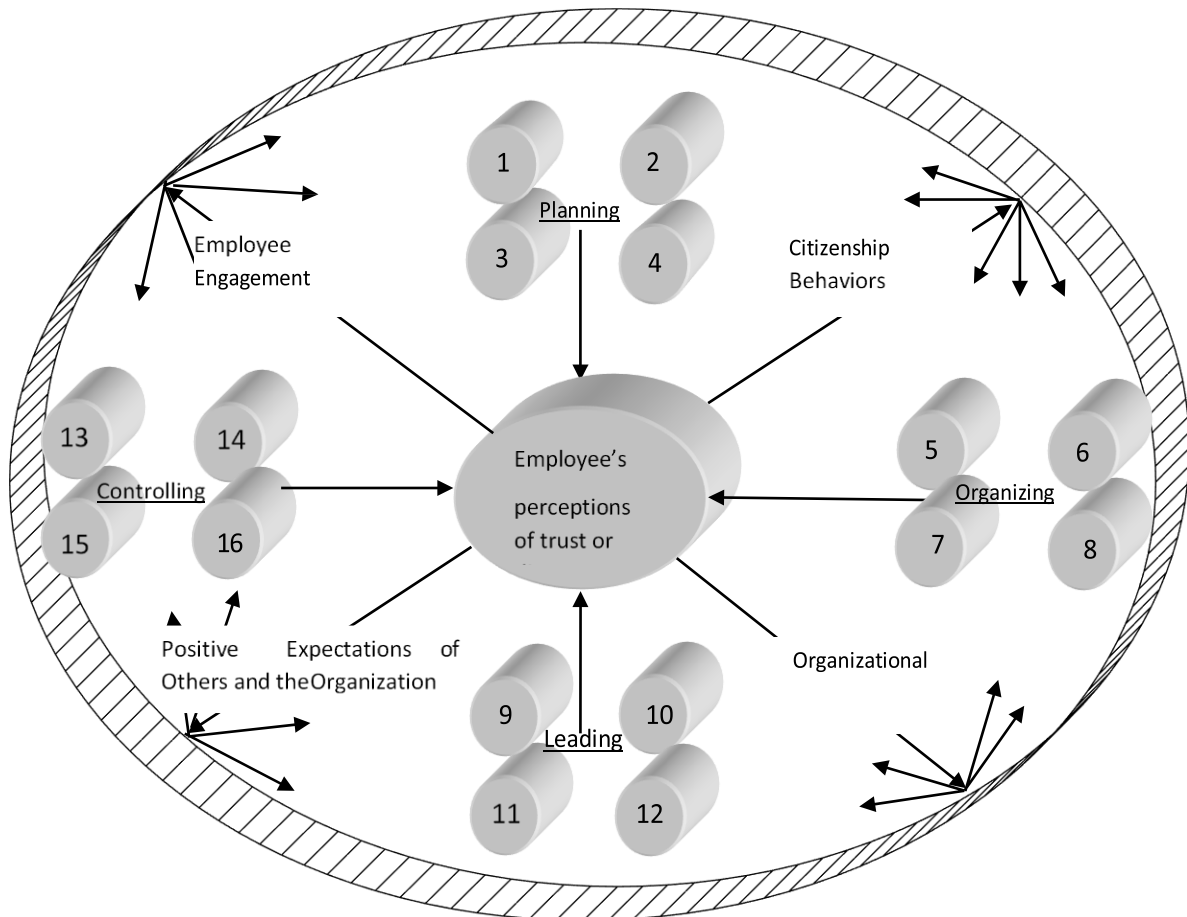 1
2
Planning
3
4
Employee
Engagement
Citizenship
Behaviors
13
14
Controlling
15
16
Employee’s
perceptions
of trust or
5
6
Organizing
7
8
Positive Expectations of
Others and theOrganization
Organizational
9
10
Leading
11
12